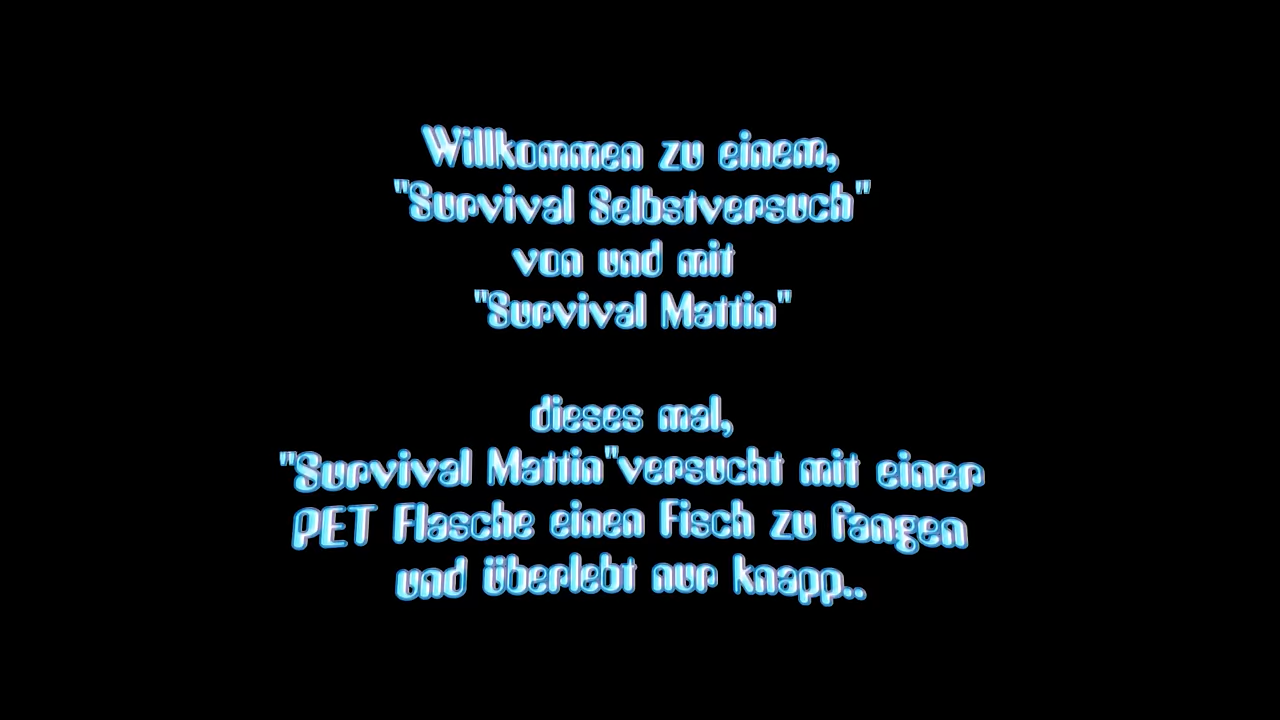 Willkommen zu einem,
"Survival Selbstversuch"
von und mit
"Survival Mattin"
dieses mal,
"Survival Mattin"versucht mit einer
PET Flasche einen Fisch zu fangen
und überlebt nur knapp..